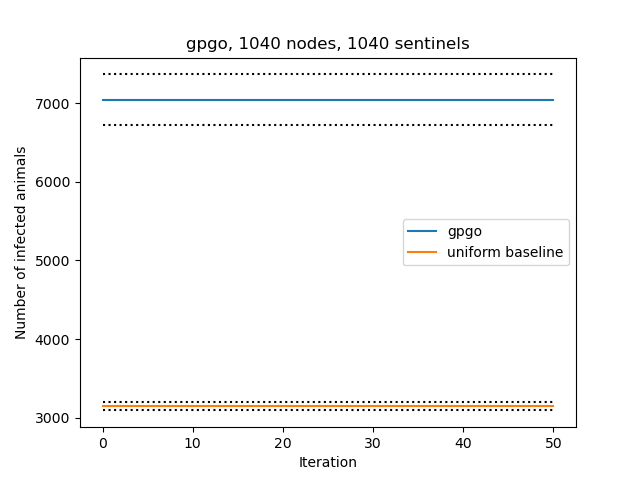 gpgo, 1040 nodes, 1040 sentinels
Number of infected animals
7000
6000
5000
4000
3000
gpgo
uniform baseline
0 10 20 30 40 50
Iteration